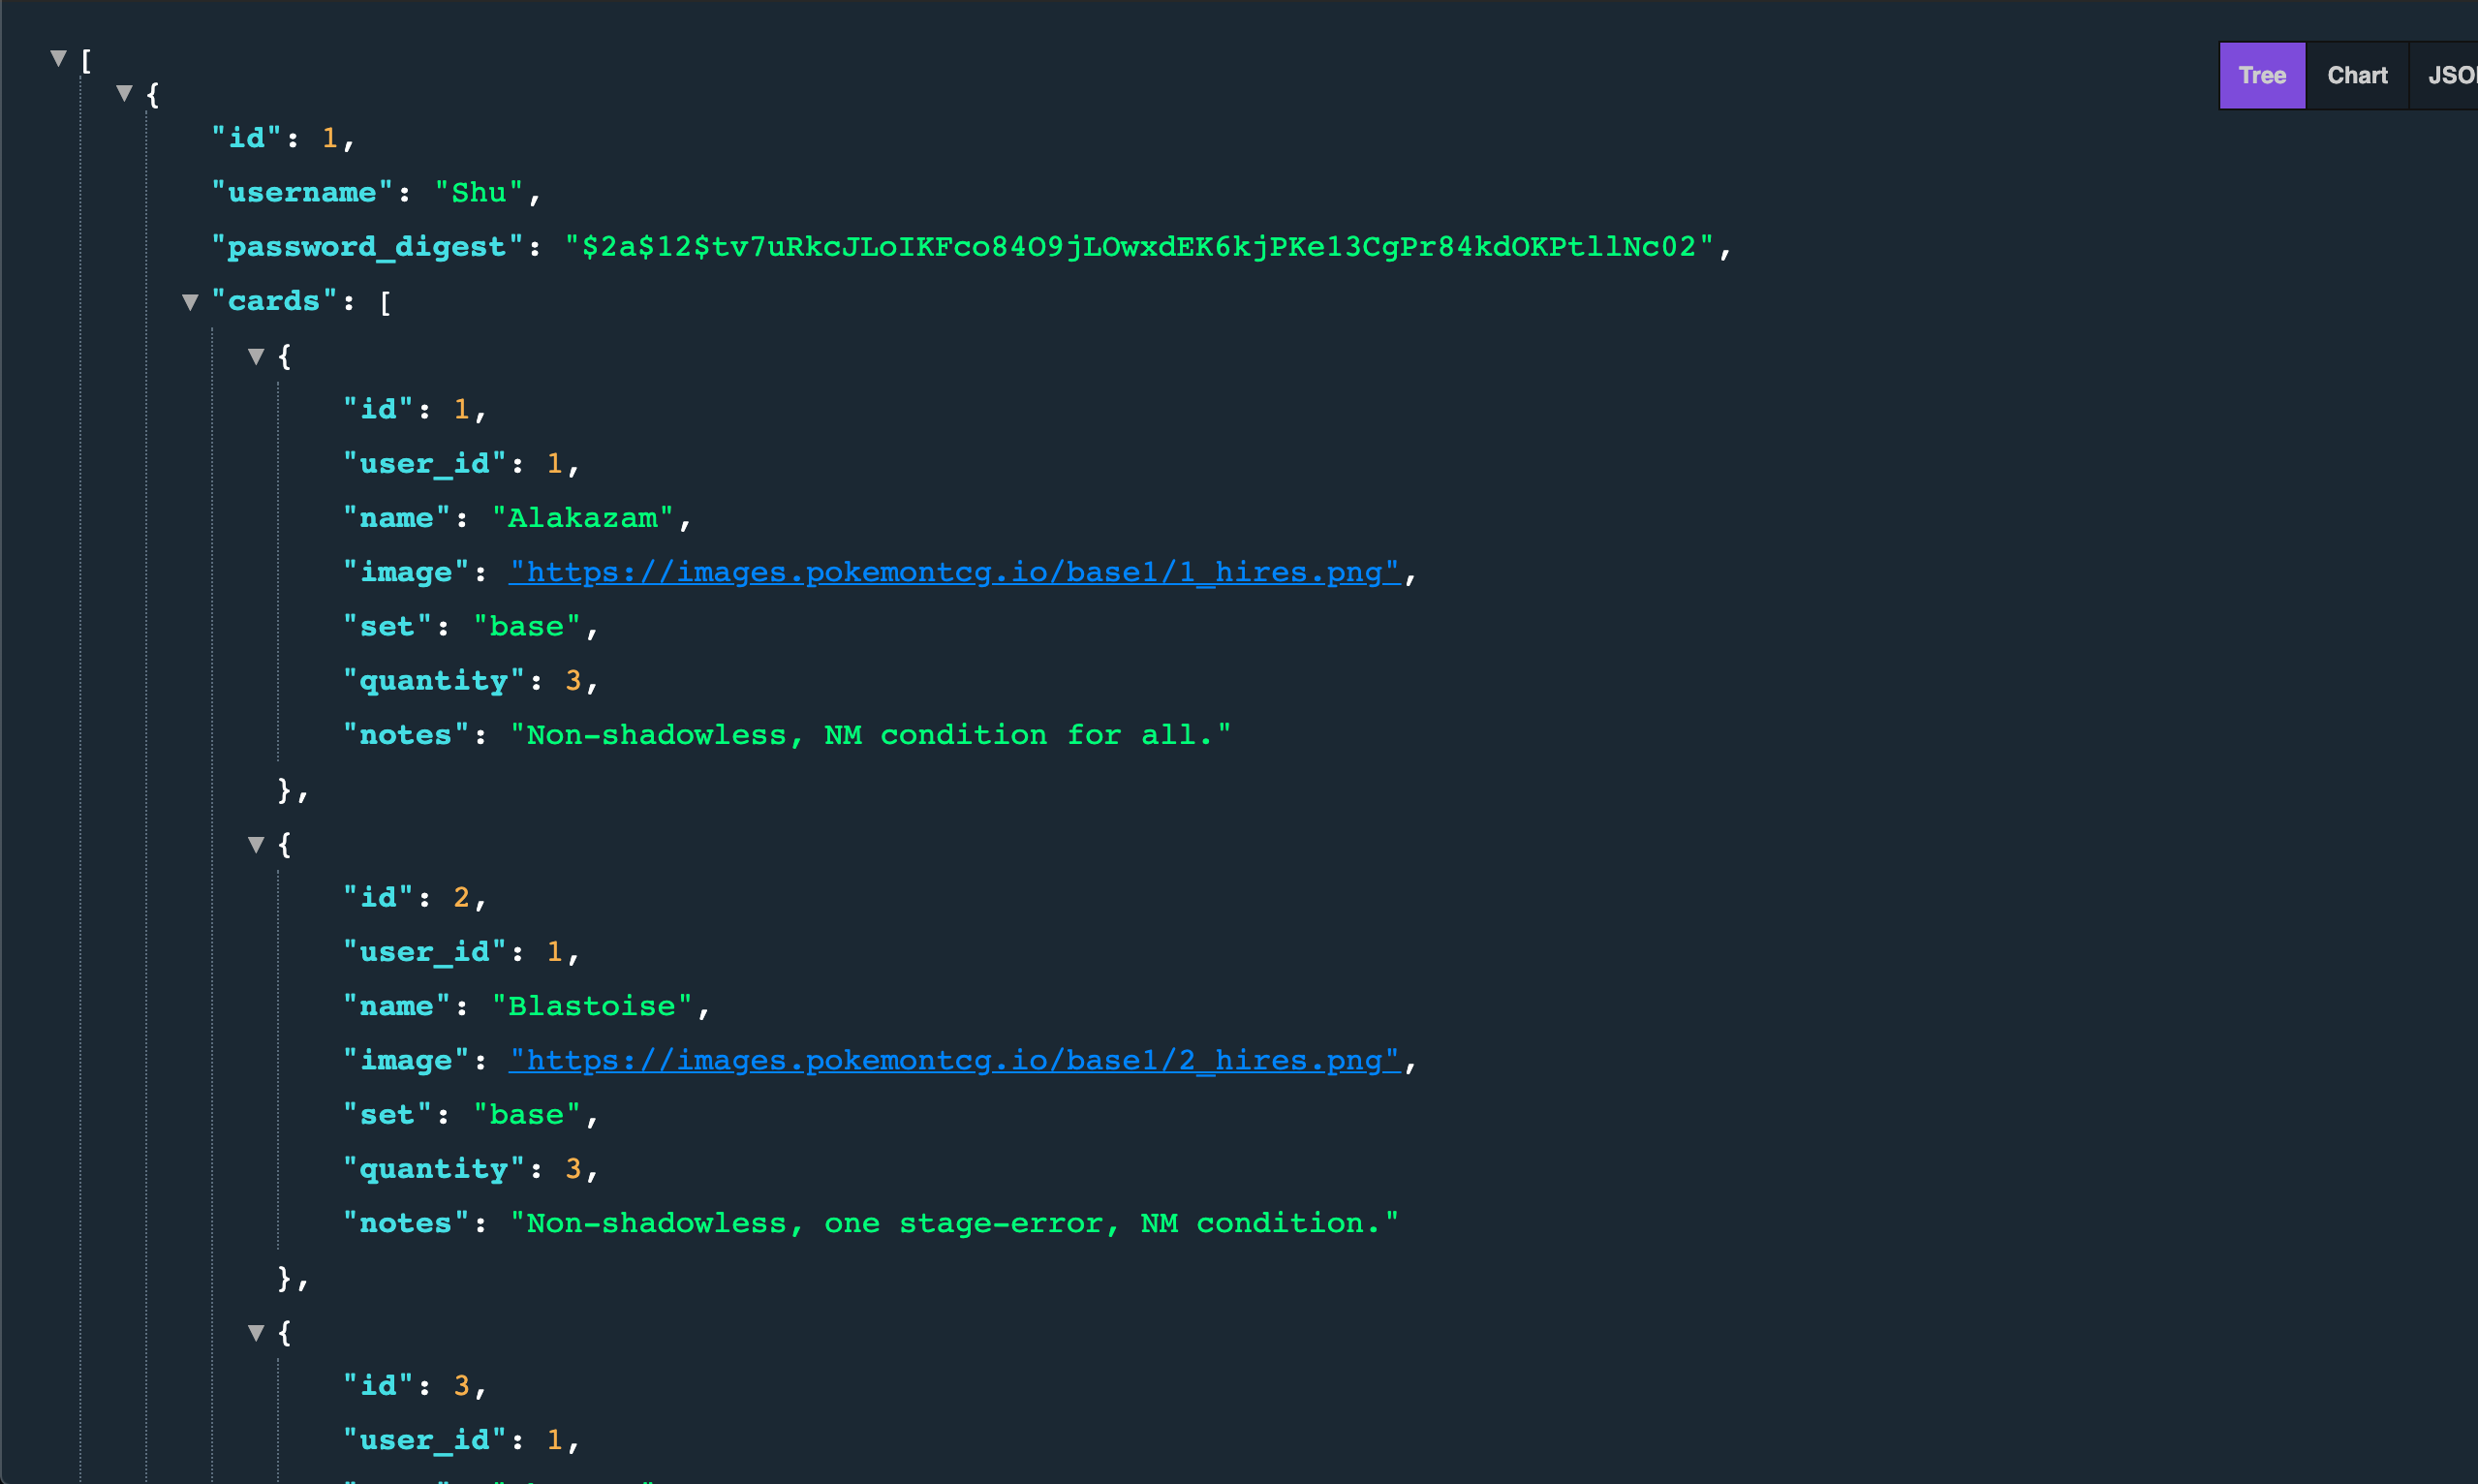 [
{
"id": 1,
"username": "Shu",
"password_digest": "$2a$12$tv7uRkcJLoIKFco84O9jLOwxdEK6kjPKe13CgPr84kdOKPtllNc02",
"cards": [
{
"id": 1,
"user_id": 1,
"name": "Alakazam",
"image": "https://images.pokemontcg.io/base1/1_hires.png",
"set": "base",
"quantity": 3,
"notes": "Non-shadowless, NM condition for all."
},
{
"id": 2,
"user_id": 1,
"name": "Blastoise",
"image": "https://images.pokemontcg.io/base1/2_hires.png",
"set": "base",
"quantity": 3,
"notes": "Non-shadowless, one stage-error, NM condition."
},
{
"id": 3,
"user_id": 1,
Tree Chart